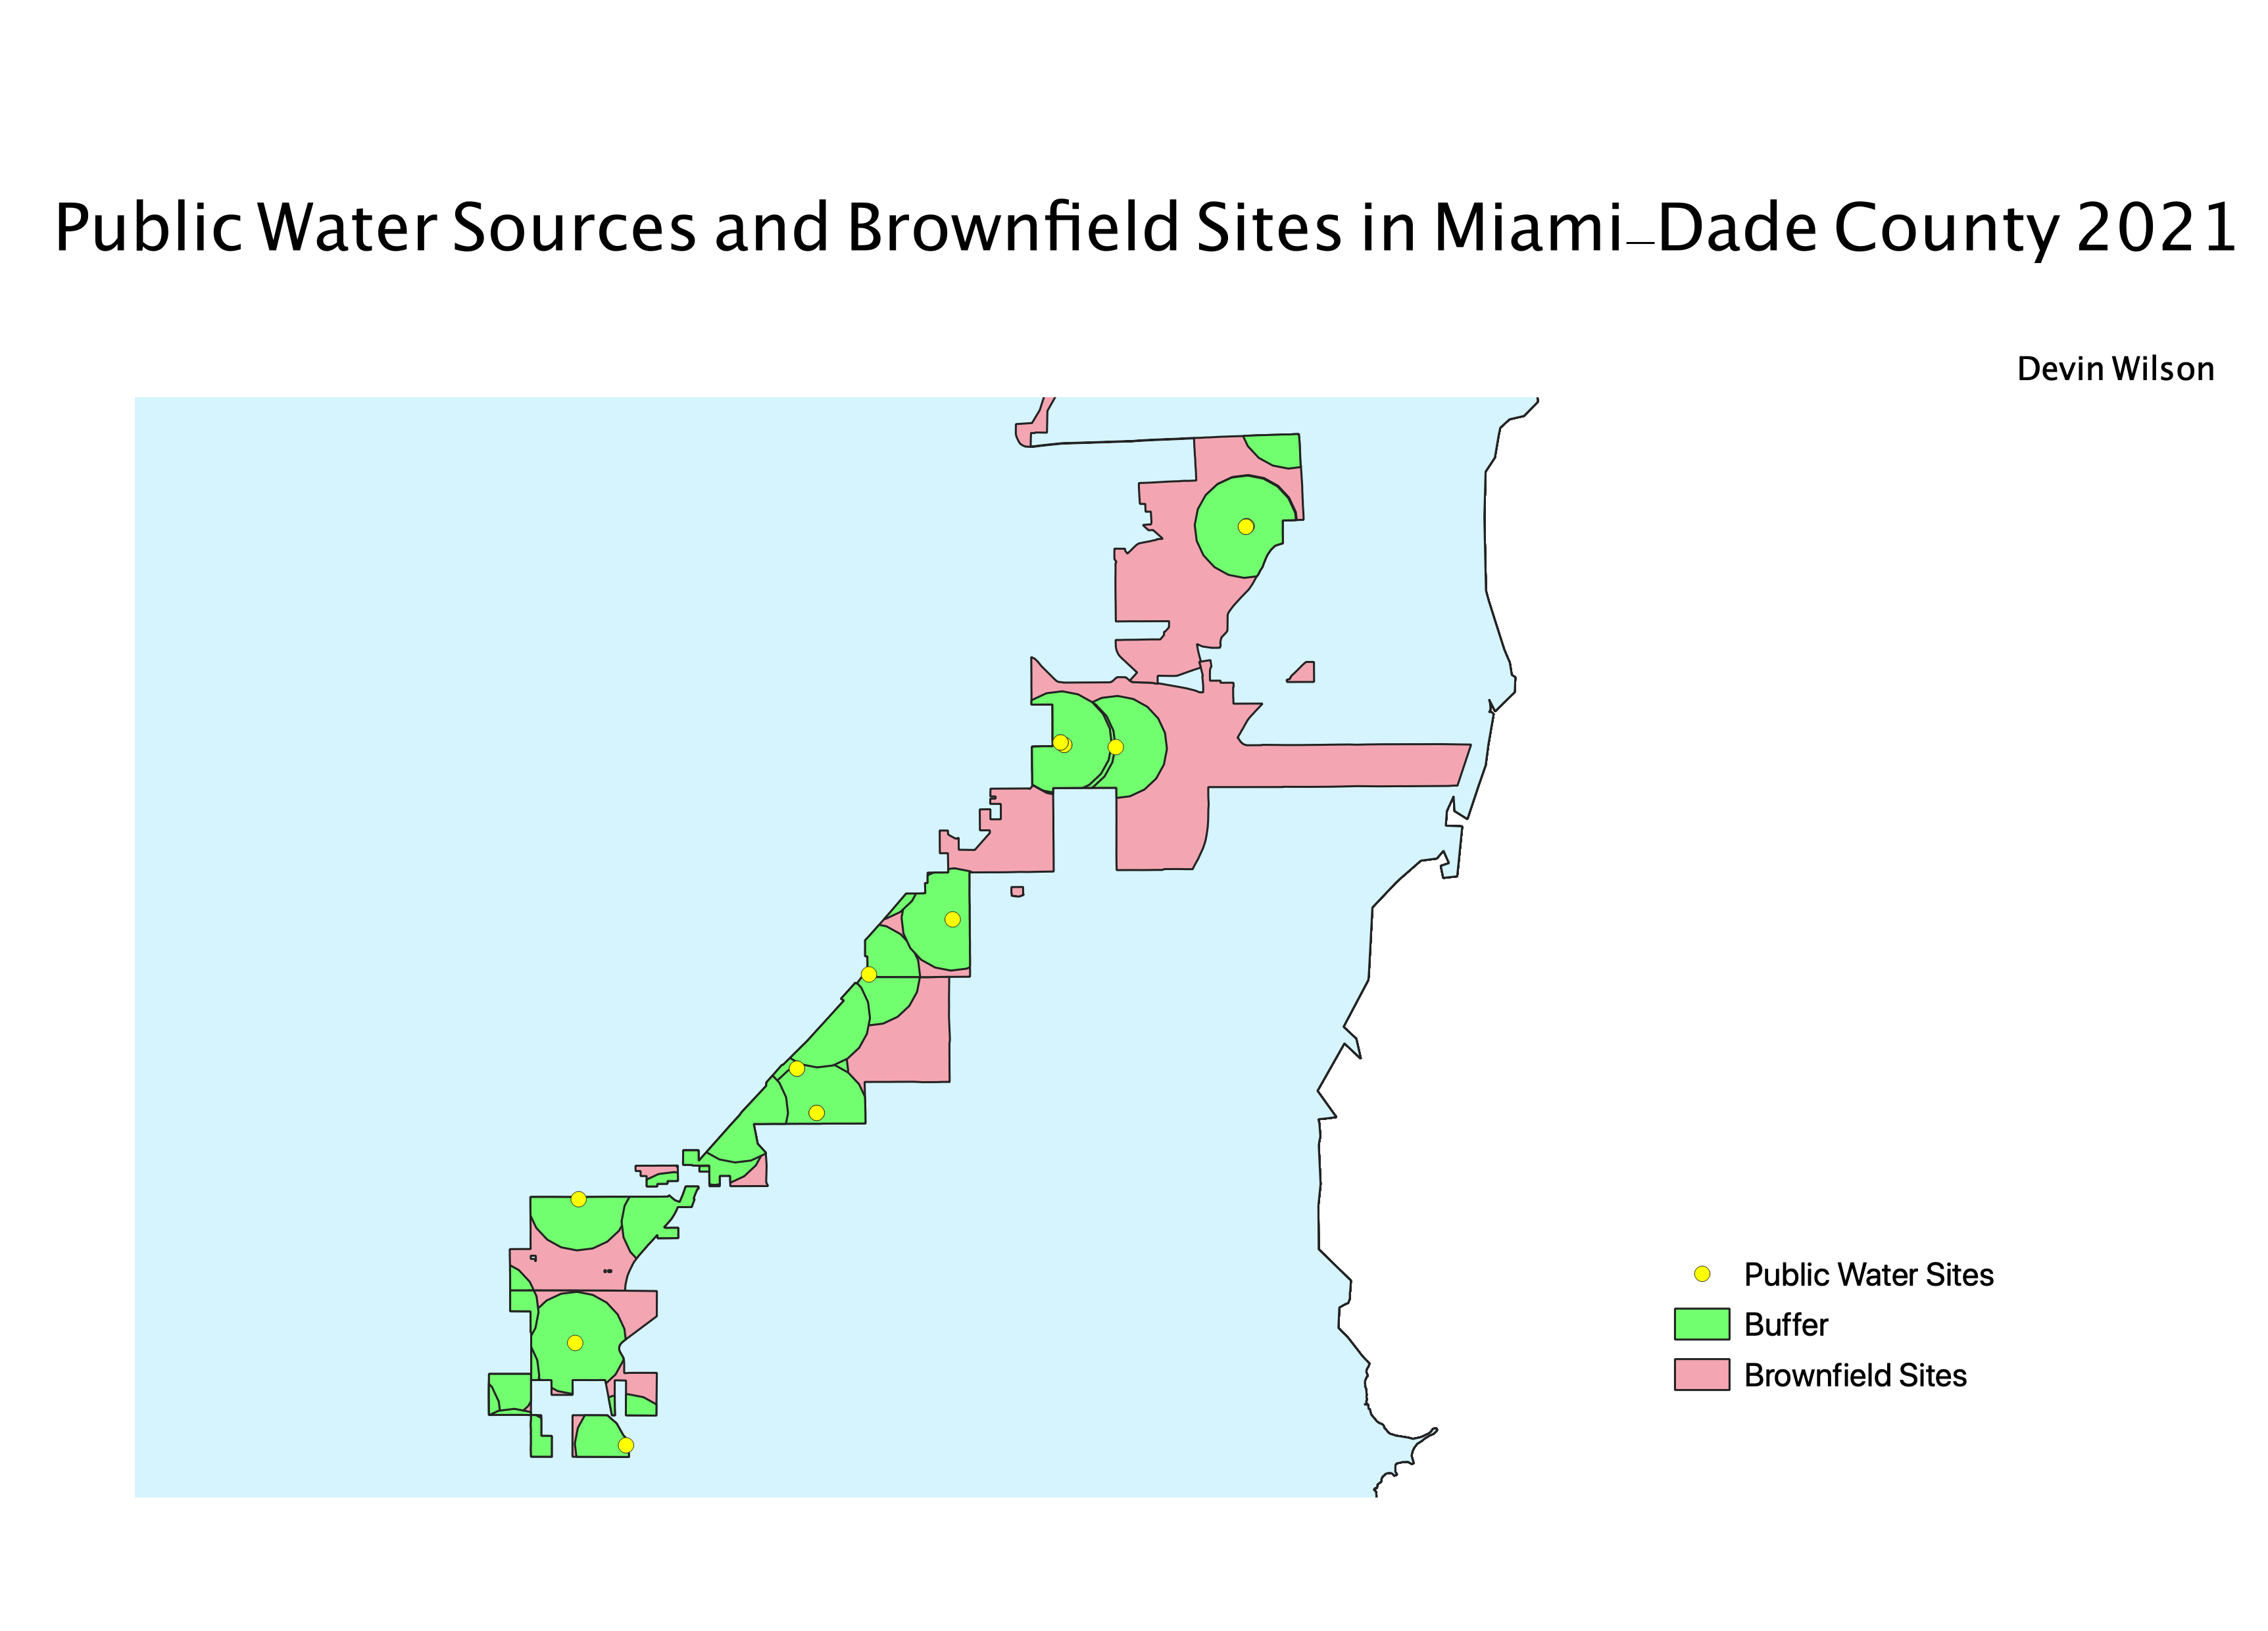 Public Water Sources and Brownfield Sites in Miami_Dade County 2021
Devin Wilson
Public Water Sites
Buffer
Brownfield Sites